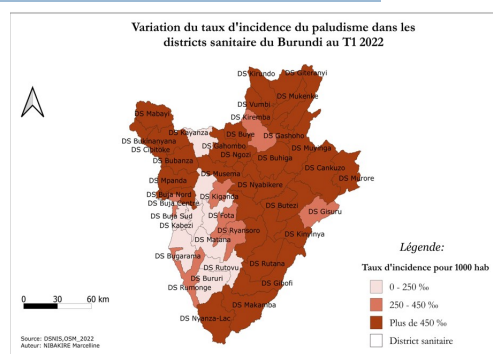 Variation du taux d'incidence du paludisme dans les
districts sanitaire du Burundi au T1 2022
DS Kirundo
DS Giteranyi
DS Mukenke
DS Vumbi
DS Kiremba
DS Mabayi
DS Kayanza
DS Buye
DS Gashoho
DS Bukinanyana
DS Cibitoke
DS Gahombo
DS Ngozi
DS Muyinga
DS Buhiga
DS Bubanza
DS Musema
DS Cankuzo
DS Mpanda
DS Nyabikere
DS Murore
DS Buja Nord
DS Kiganda
DS Buja Centre
DS Butezi
DS Buja Sud
DS Fota
DS Gisuru
DS Kabezi
DS Ryansoro
DS Kinyinya
DS Matana
DS Bugarama
DS Rutovu
DS Rutana
DS Bururi
DS Rumonge
DS Gihofi
DS Makamba
DS Nyanza-Lac
Légende:
Taux d'incidence pour 1000 hab
0 - 250 ‰
250 - 450 ‰
Plus de 450 ‰
District sanitaire
0 30 60 km
Source: DSNIS,OSM_2022
Auteur: NIBAKIRE Marcelline